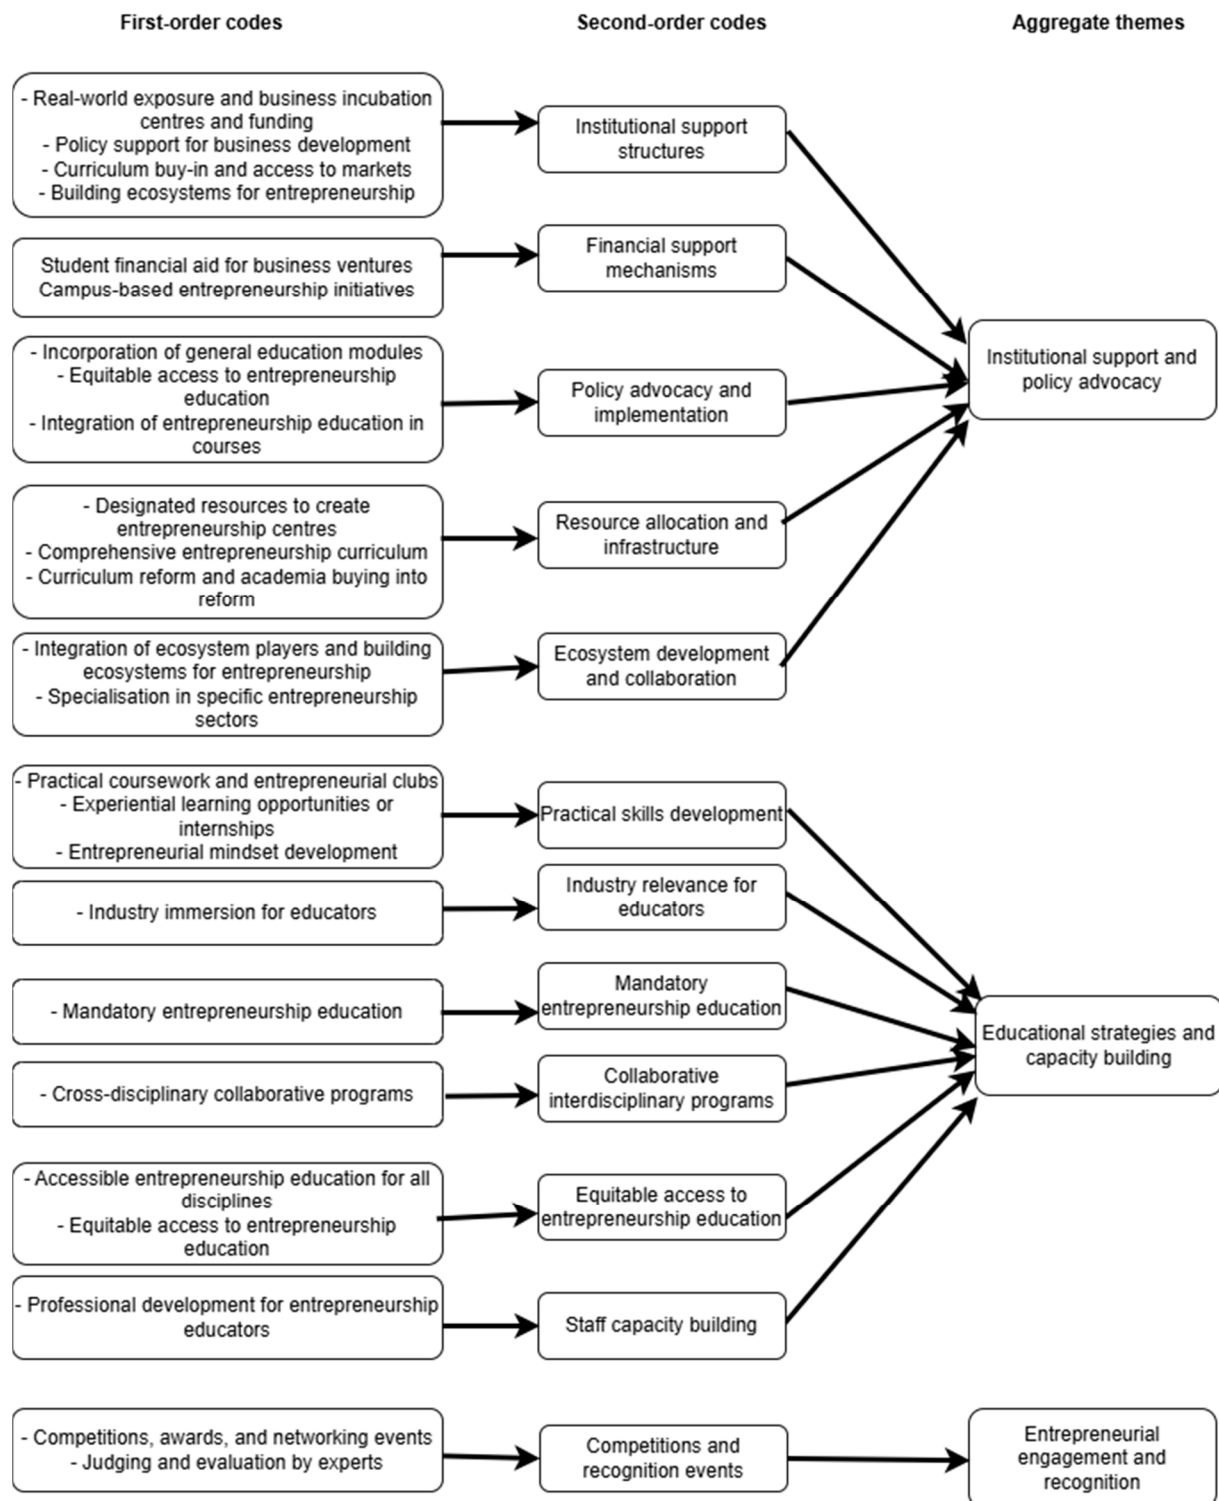 First-order codes
Second-order codes
Aggregate themes
- Real-world exposure and business incubation
centres and funding
- Policy support for business development
- Curriculum buy-in and access to markets
- Building ecosystems for entrepreneurship
Institutional support
structures
Student financial aid for business ventures
Campus-based entrepreneurship initiatives
Financial support
mechanisms
- Incorporation of general education modules
- Equitable access to entrepreneurship
education
- Integration of entrepreneurship education in
courses
Policy advocacy and
implementation
Institutional support and
policy advocacy
- Designated resources to create
entrepreneurship centres
- Comprehensive entrepreneurship curriculum
- Curriculum reform and academia buying into
reform
Resource allocation and
infrastructure
- Integration of ecosystem players and building
ecosystems for entrepreneurship
- Specialisation in specific entrepreneurship
sectors
Ecosystem development
and collaboration
- Practical coursework and entrepreneurial clubs
- Experiential learning opportunities or
internships
- Entrepreneurial mindset development
Practical skills development
- Industry immersion for educators
Industry relevance for
educators
- Mandatory entrepreneurship education
Mandatory
entrepreneurship education
Educational strategies and
capacity building
- Cross-disciplinary collaborative programs
Collaborative
interdisciplinary programs
- Accessible entrepreneurship education for all
disciplines
- Equitable access to entrepreneurship
education
Equitable access to
entrepreneurship education
- Professional development for entrepreneurship
educators
Staff capacity building
- Competitions, awards, and networking events
- Judging and evaluation by experts
Competitions and
recognition events
Entrepreneurial
engagement and
recognition